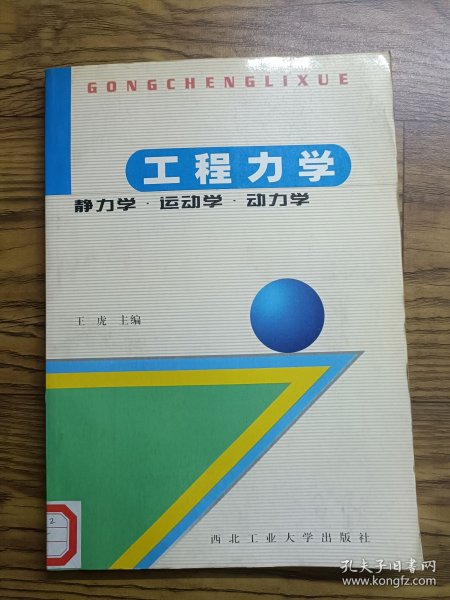 GONGCHENGLIXUE
工程力学
静力学·运动学·动力学
王 虎 主编
2
西北工业大学出版社
孔夫子旧书网
www.kongfz.com